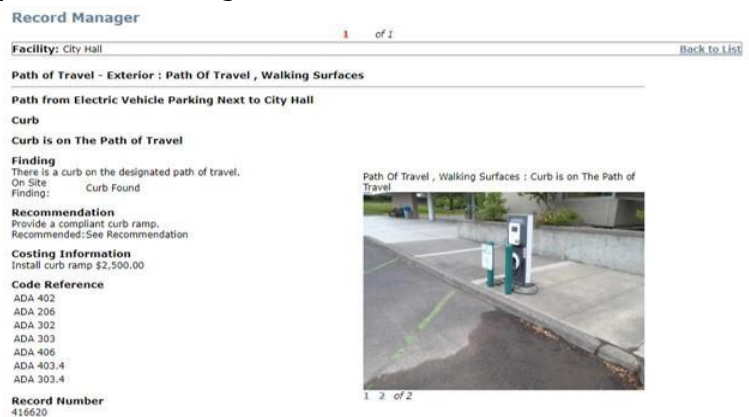 Record Manager
1 of 1
Facility: City Hall
Back to List
Path of Travel - Exterior : Path Of Travel , Walking Surfaces
Path from Electric Vehicle Parking Next to City Hall
Curb
Curb is on The Path of Travel
Finding
There is a curb on the designated path of travel.
On Site
Finding:
Curb Found
Recommendation
Provide a compliant curb ramp.
Recommended:See Recommendation
Costing Information
Install curb ramp $2,500.00
Code Reference
ADA 402
ADA 206
ADA 302
ADA 303
ADA 406
ADA 403.4
ADA 303.4
Record Number
416620
Path Of Travel , Walking Surfaces : Curb is on The Path of
Travel
1 2 of 2